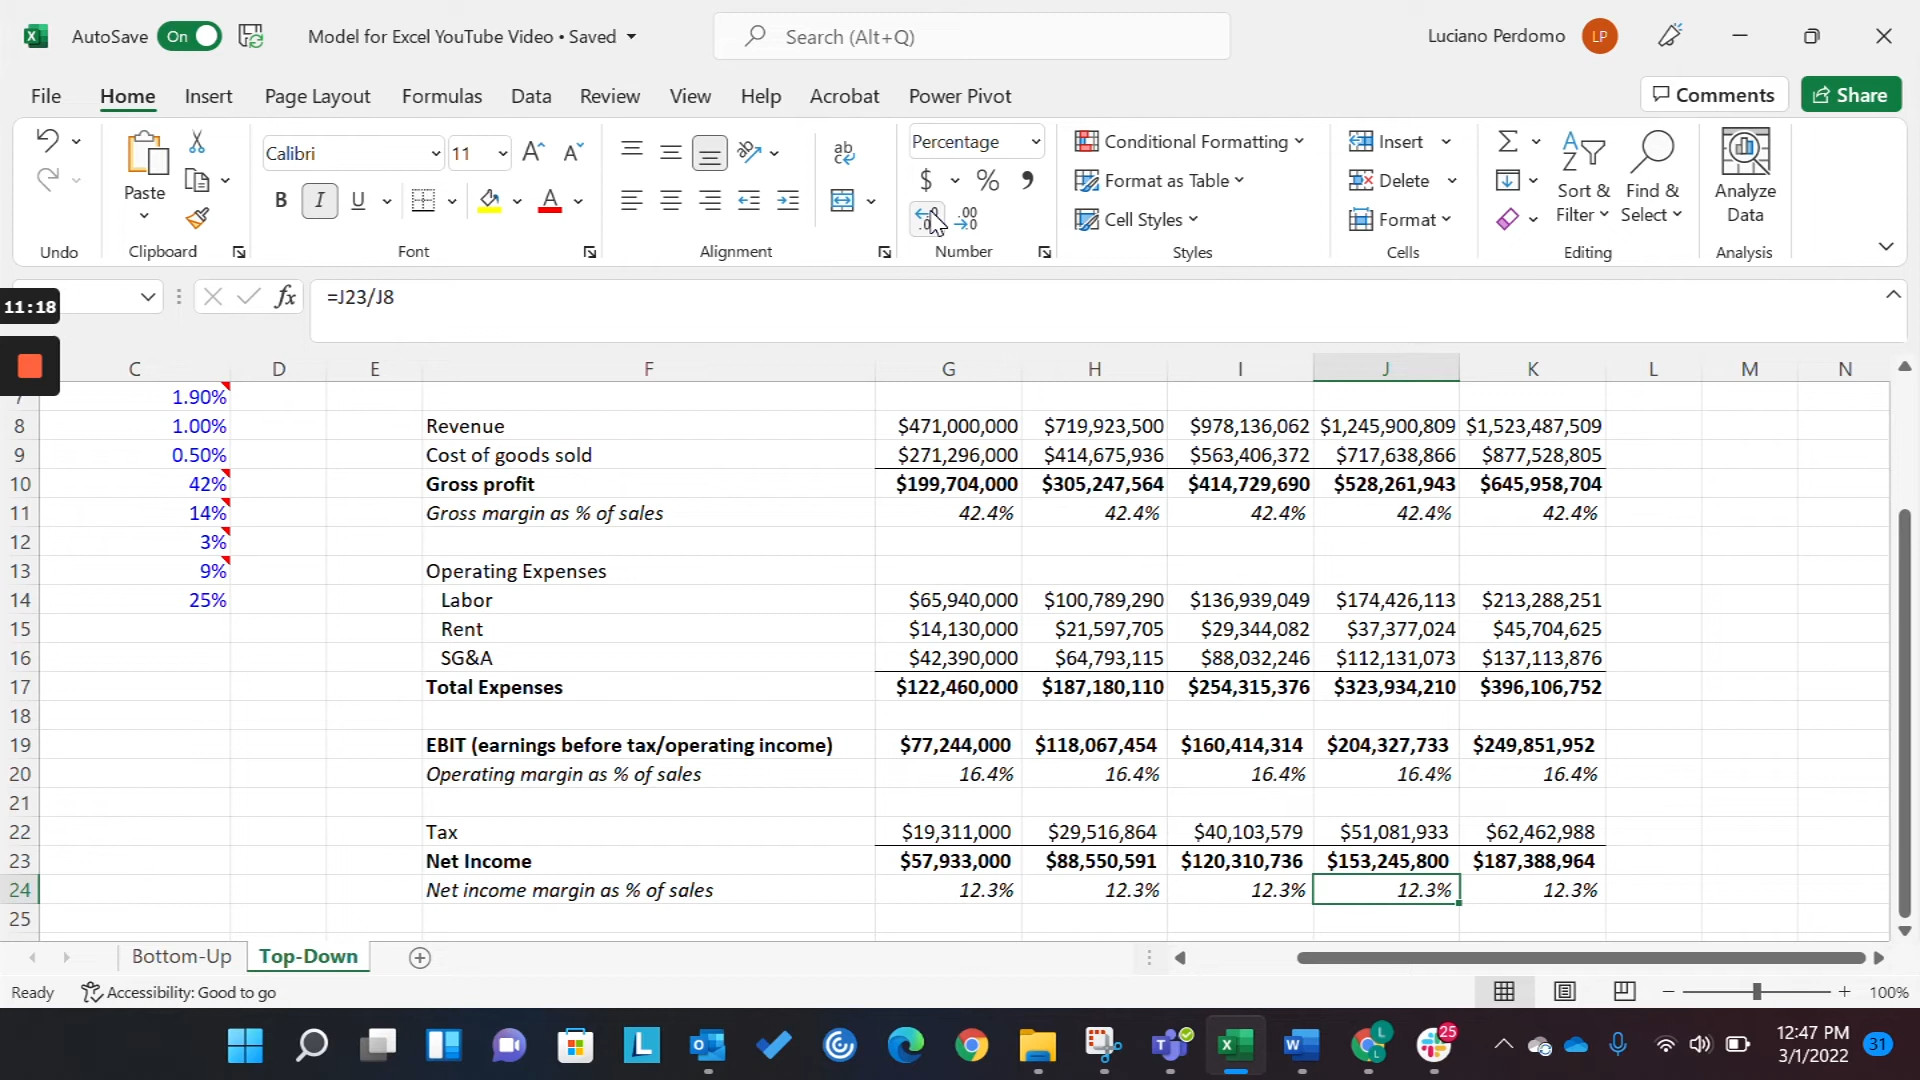 AutoSave On Model for Excel YouTube Video • Saved Search (Alt+Q) Luciano Perdomo LP
File Home Insert Page Layout Formulas Data Review View Help Acrobat Power Pivot Comments Share
Paste
Calibri 11
B I U
ab
Percentage
$ %
Conditional Formatting
Format as Table
Cell Styles
Insert
Delete
Format
Sort & Filter
Find & Select
Analyze Data
Undo Clipboard Font Alignment Number Styles Cells Editing Analysis
11:18
fx =J23/J8
C D E F G H I J K L M N
7 1.90%
8 1.00% Revenue $471,000,000 $719,923,500 $978,136,062 $1,245,900,809 $1,523,487,509
9 0.50% Cost of goods sold $271,296,000 $414,675,936 $563,406,372 $717,638,866 $877,528,805
10 42% Gross profit $199,704,000 $305,247,564 $414,729,690 $528,261,943 $645,958,704
11 14% Gross margin as % of sales 42.4% 42.4% 42.4% 42.4% 42.4%
12 3%
13 9% Operating Expenses
14 25% Labor $65,940,000 $100,789,290 $136,939,049 $174,426,113 $213,288,251
15 Rent $14,130,000 $21,597,705 $29,344,082 $37,377,024 $45,704,625
16 SG&A $42,390,000 $64,793,115 $88,032,246 $112,131,073 $137,113,876
17 Total Expenses $122,460,000 $187,180,110 $254,315,376 $323,934,210 $396,106,752
18
19 EBIT (earnings before tax/operating income) $77,244,000 $118,067,454 $160,414,314 $204,327,733 $249,851,952
20 Operating margin as % of sales 16.4% 16.4% 16.4% 16.4% 16.4%
21
22 Tax $19,311,000 $29,516,864 $40,103,579 $51,081,933 $62,462,988
23 Net Income $57,933,000 $88,550,591 $120,310,736 $153,245,800 $187,388,964
24 Net income margin as % of sales 12.3% 12.3% 12.3% 12.3% 12.3%
25
Bottom-Up Top-Down
Ready Accessibility: Good to go 100%
25
12:47 PM
3/1/2022 31